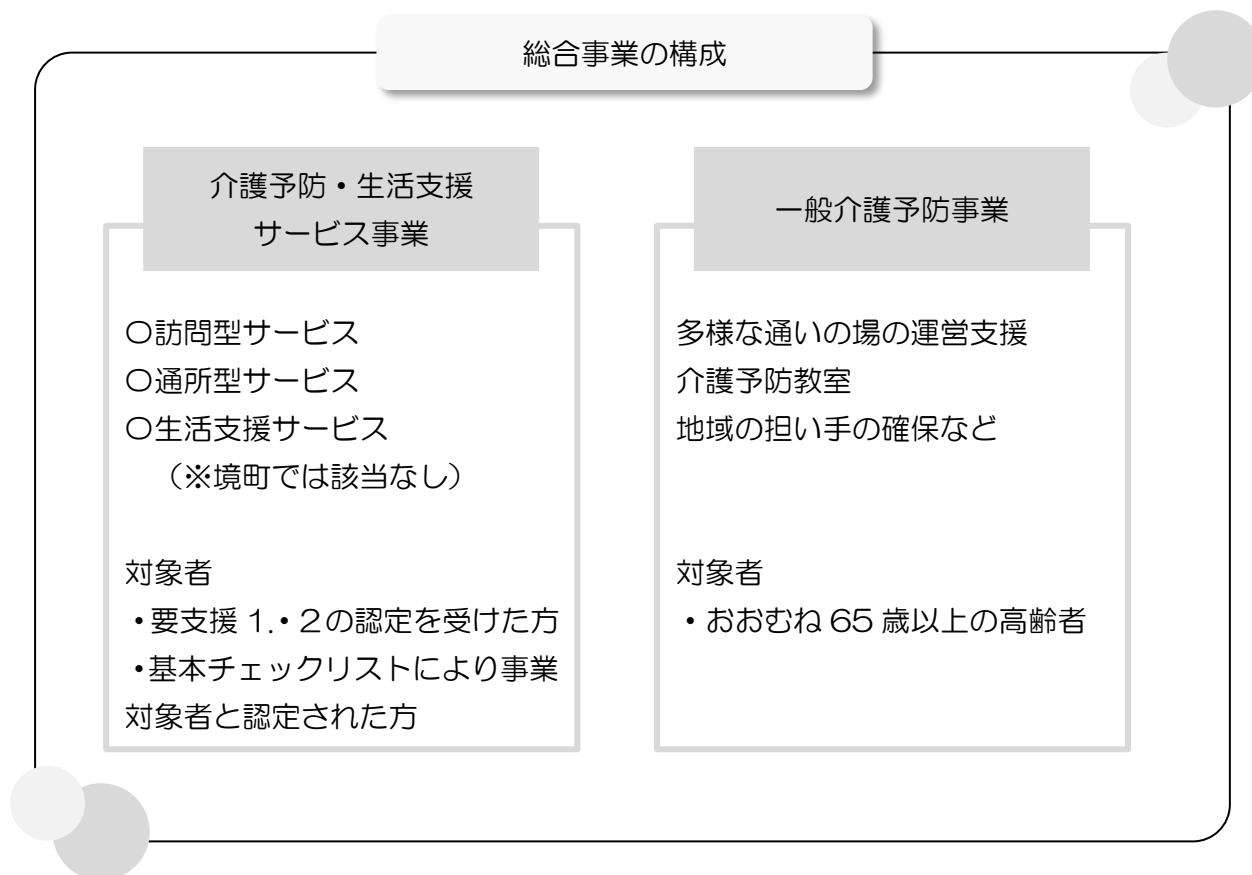 総合事業の構成
介護予防・生活支援
サービス事業
〇訪問型サービス
〇通所型サービス
〇生活支援サービス
（※境町では該当なし）
対象者
・要支援 1.・２の認定を受けた方
・基本チェックリストにより事業
対象者と認定された方
一般介護予防事業
多様な通いの場の運営支援
介護予防教室
地域の担い手の確保など
対象者
・おおむね 65 歳以上の高齢者